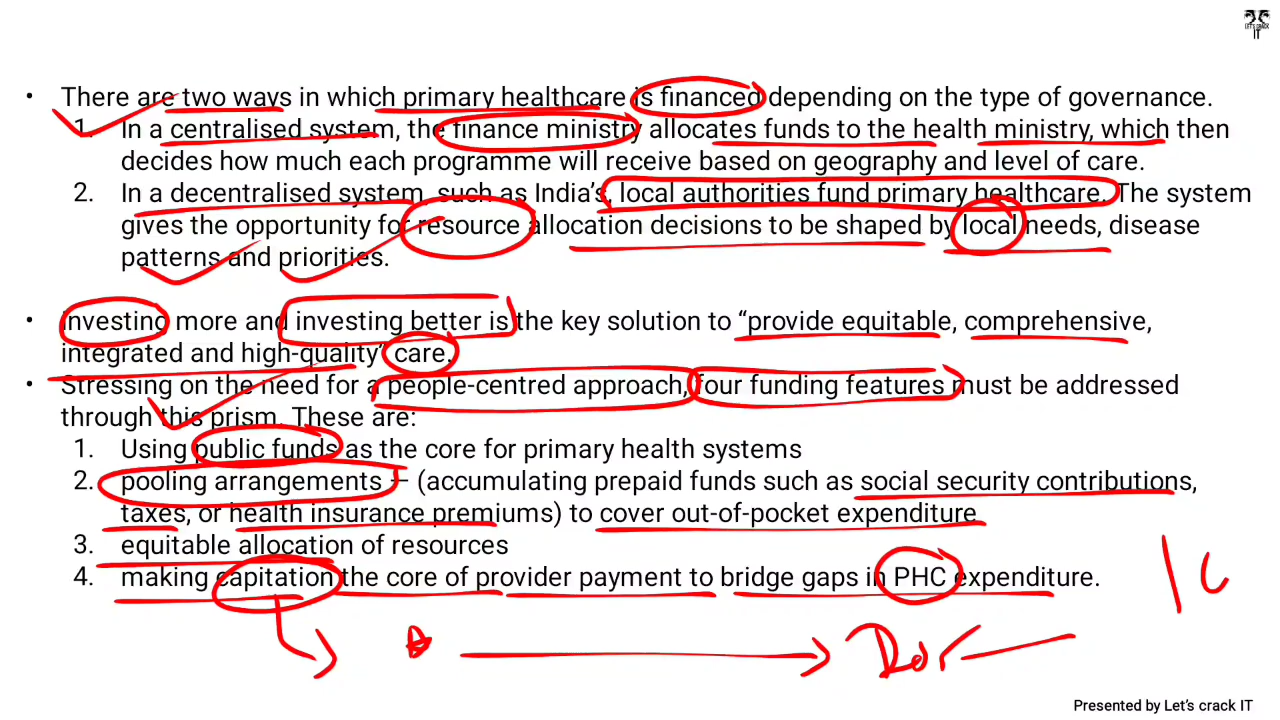 LET'S CRACK
IT
• There are two ways in which primary healthcare is financed depending on the type of governance.
1. In a centralised system, the finance ministry allocates funds to the health ministry, which then
decides how much each programme will receive based on geography and level of care.
2. In a decentralised system, such as India's, local authorities fund primary healthcare. The system
gives the opportunity for resource allocation decisions to be shaped by local needs, disease
patterns and priorities.
• Investing more and investing better is the key solution to “provide equitable, comprehensive,
integrated and high-quality” care.
• Stressing on the need for a people-centred approach, four funding features must be addressed
through this prism. These are:
1. Using public funds as the core for primary health systems
2. pooling arrangements – (accumulating prepaid funds such as social security contributions,
taxes, or health insurance premiums) to cover out-of-pocket expenditure
3. equitable allocation of resources
4. making capitation the core of provider payment to bridge gaps in PHC expenditure.
Presented by Let's crack IT